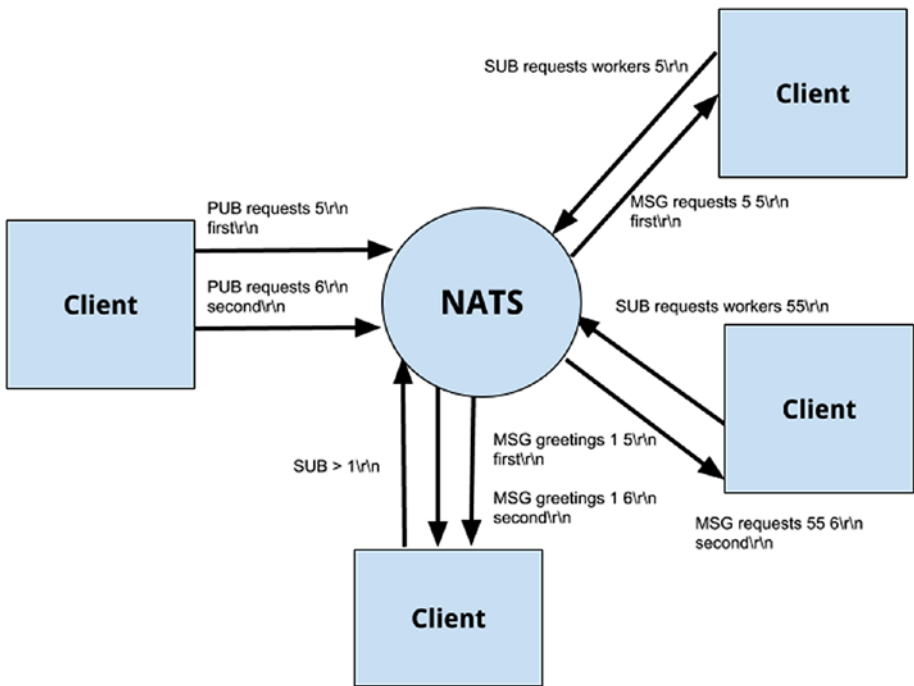 SUB requests workers 5\r\n
Client
MSG requests 5 5\r\n
first\r\n
PUB requests 5\r\n
first\r\n
PUB requests 6\r\n
second\r\n
Client
NATS
SUB requests workers 55\r\n
Client
MSG greetings 1 5\r\n
first\r\n
SUB > 1\r\n
MSG greetings 1 6\r\n
second\r\n
MSG requests 55 6\r\n
second\r\n
Client